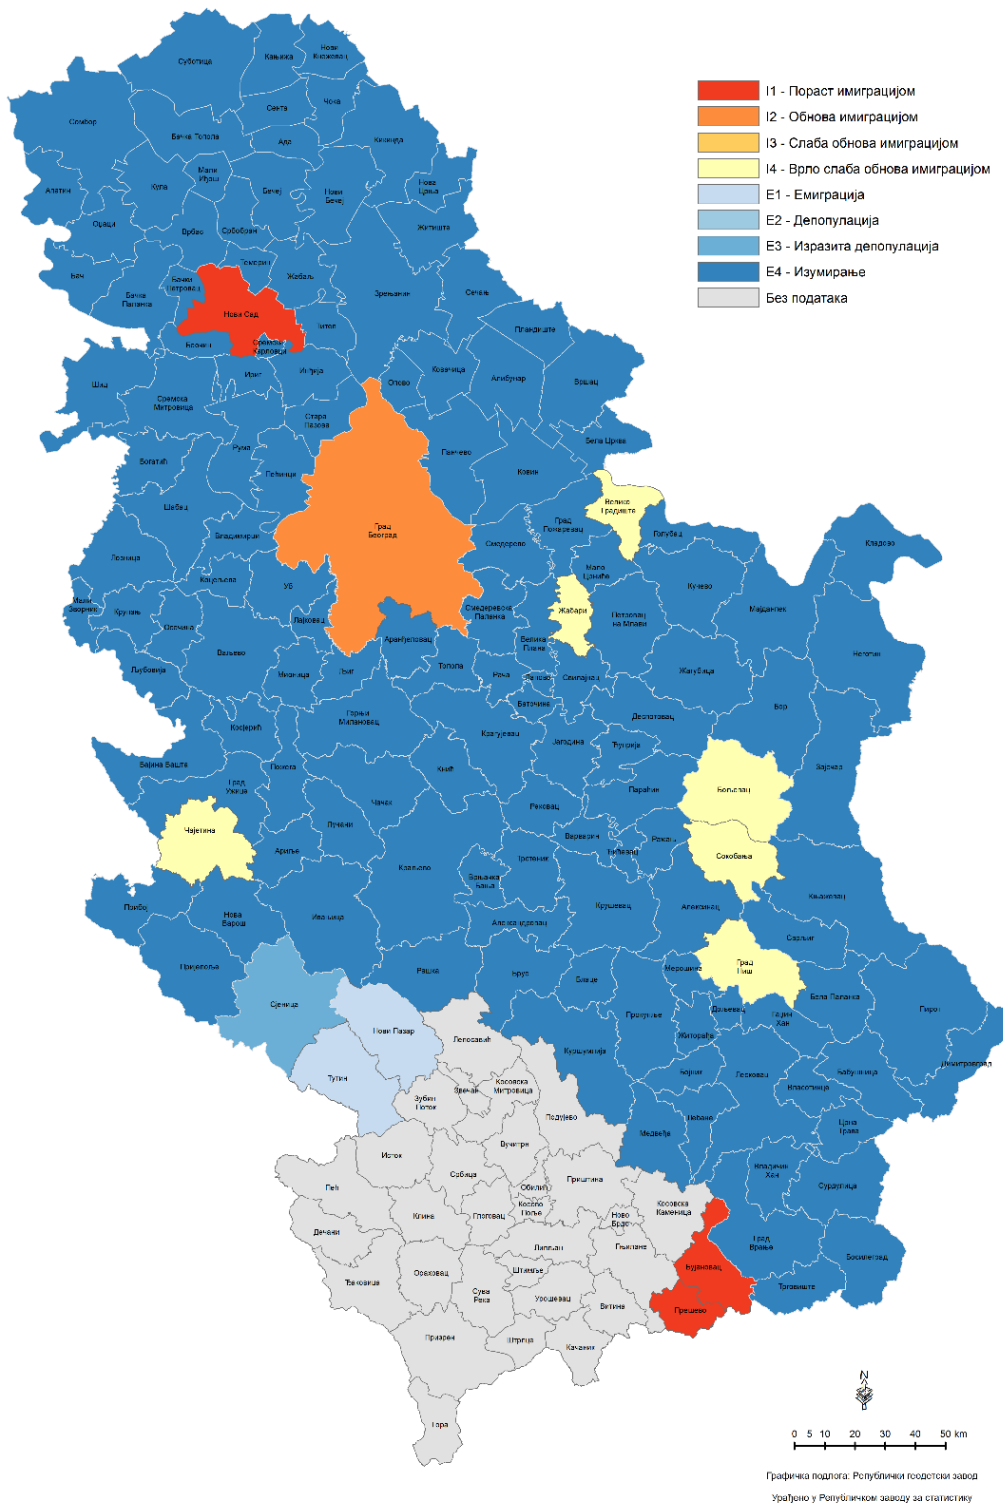 I1 - Пораст имиграцијом
I2 - Обнова имиграцијом
I3 - Слаба обнова имиграцијом
I4 - Врло слаба обнова имиграцијом
E1 - Емиграција
E2 - Депопулација
E3 - Изразита депопулација
E4 - Изумирање
Без података
Суботица
Кањижа
Нови
Кнежевац
Сомбор
Сента
Чока
Бачка Топола
Ада
Кикинда
Апатин
Кула
Мали
Иђош
Бечеј
Нови
Бечеј
Нова
Црња
Оџаци
Врбас
Србобран
Житиште
Бач
Бачка
Паланка
Бачки
Петровац
Темерин
Жабаљ
Зрењанин
Сечањ
Нови Сад
Тител
Пландиште
Беочин
Сремски
Карловци
Шид
Сремска
Митровица
Ириг
Инђија
Опово
Ковачица
Алибунар
Вршац
Стара
Пазова
Рума
Панчево
Бела Црква
Богатић
Пећинци
Ковин
Шабац
Град
Београд
Велико
Градиште
Град
Пожаревац
Голубац
Кладово
Владимирци
Смедерево
Лозница
Коцељева
Уб
Мало
Црниће
Кучево
Мајданпек
Мали
Зворник
Крупањ
Осечина
Лајковац
Смедеревска
Паланка
Жабари
Петровац
на Млави
Неготин
Љубовија
Ваљево
Мионица
Љиг
Аранђеловац
Топола
Велика
Плана
Рача
Лапово
Свилајнац
Жагубица
Бор
Косјерић
Горњи
Милановац
Баточина
Деспотовац
Крагујевац
Јагодина
Ћуприја
Бајина Башта
Пожега
Град
Ужице
Кнић
Параћин
Бољевац
Зајечар
Чачак
Рековац
Чајетина
Лучани
Варварин
Ражањ
Ћићевац
Сокобања
Ариље
Краљево
Врњачка
Бања
Трстеник
Прибој
Нова
Варош
Ивањица
Александровац
Крушевац
Алексинац
Књажевац
Сврљиг
Пријепоље
Рашка
Брус
Блаце
Мерошина
Град
Ниш
Бела Паланка
Сјеница
Нови Пазар
Лепосавић
Прокупље
Дољевац
Гаџин
Хан
Пирот
Житорађа
Куршумлија
Тутин
Звечан
Косовска
Митровица
Зубин
Поток
Бојник
Лесковац
Власотинце
Бабушница
Димитровград
Подујево
Медвеђа
Лебане
Црна
Трава
Вучитрн
Исток
Србица
Владичин
Хан
Сурдулица
Пећ
Обилић
Приштина
Косовска
Каменица
Дечани
Клина
Глоговац
Косово
Поље
Ново
Брдо
Град
Врање
Босилеград
Липљан
Гњилане
Бујановац
Ђаковица
Ораховац
Штимље
Сува
Река
Урошевац
Витина
Прешево
Трговиште
Призрен
Штрпце
Качаник
Гора
N
0 5 10 20 30 40 50 km
Графичка подлога: Републички геодетски завод
Урађено у Републичком заводу за статистику